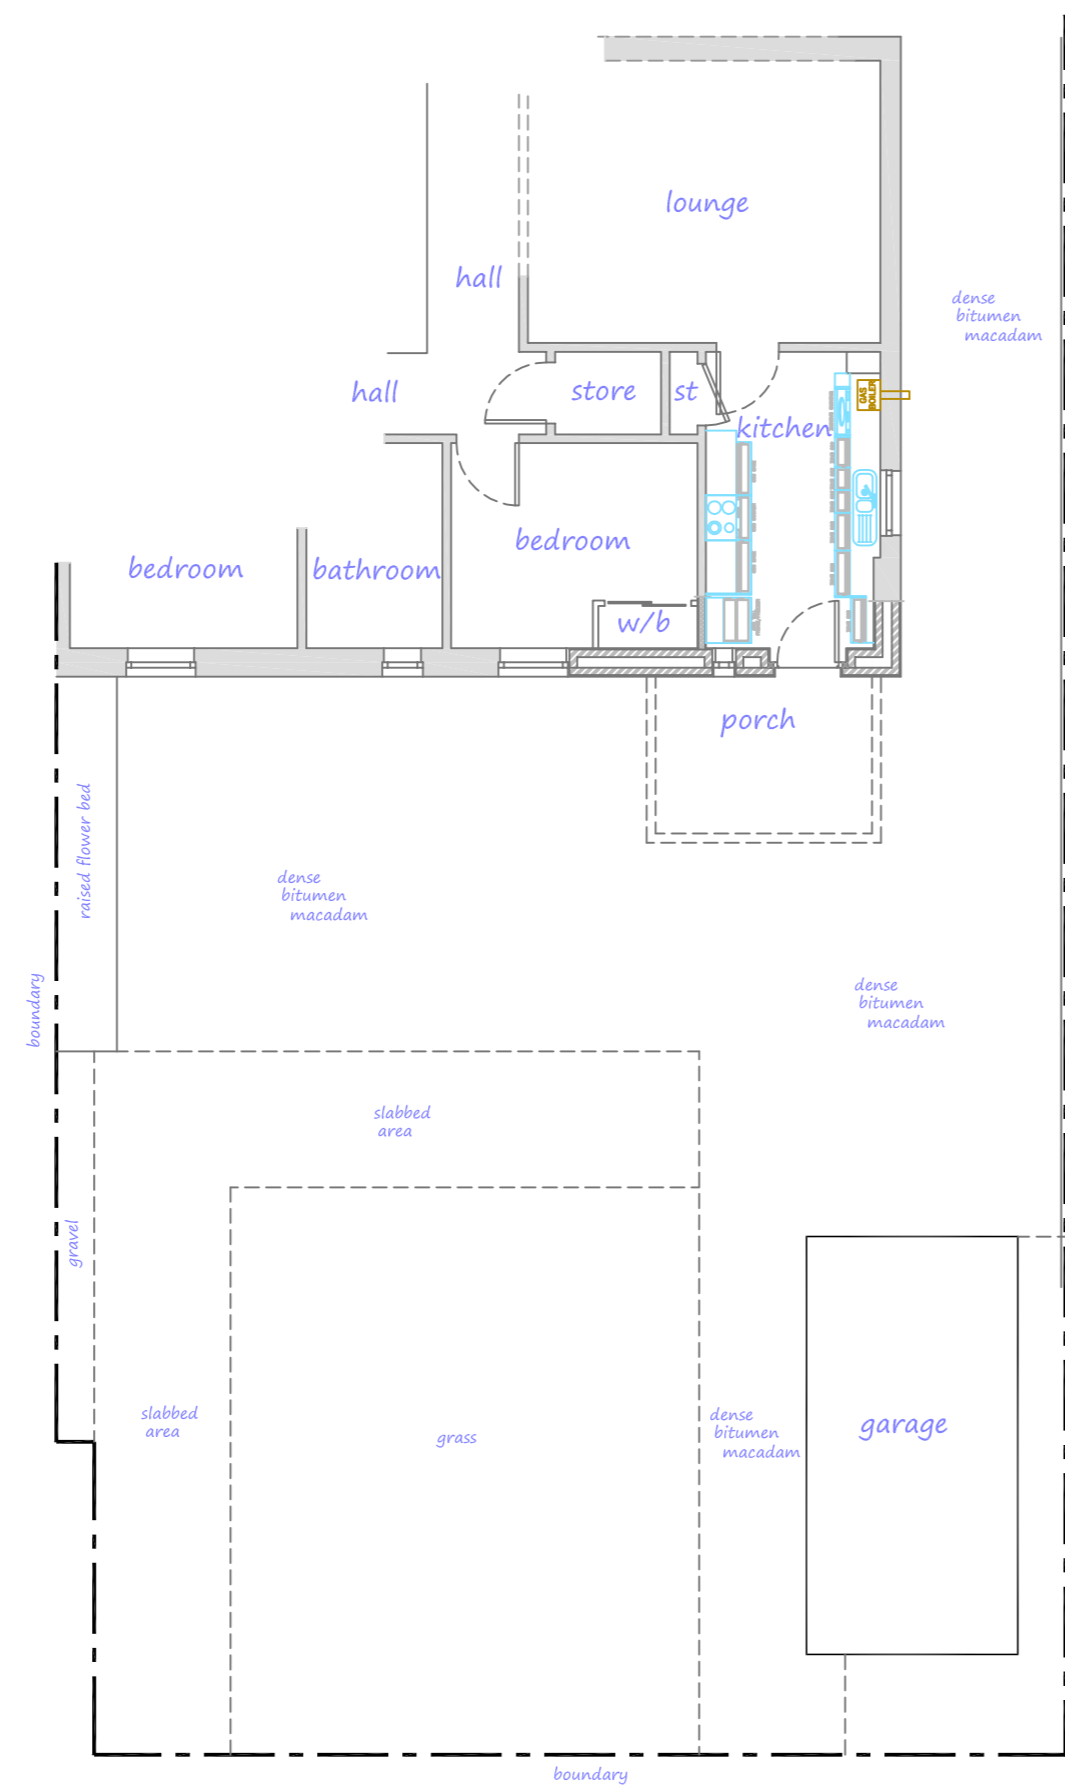 lounge
hall
dense
bitumen
macadam
hall
store
st
GAS
BOILER
kitchen
bedroom
bedroom
bathroom
w/b
porch
raised flower bed
dense
bitumen
macadam
boundary
dense
bitumen
macadam
slabbed
area
gravel
slabbed
area
grass
dense
bitumen
macadam
garage
boundary